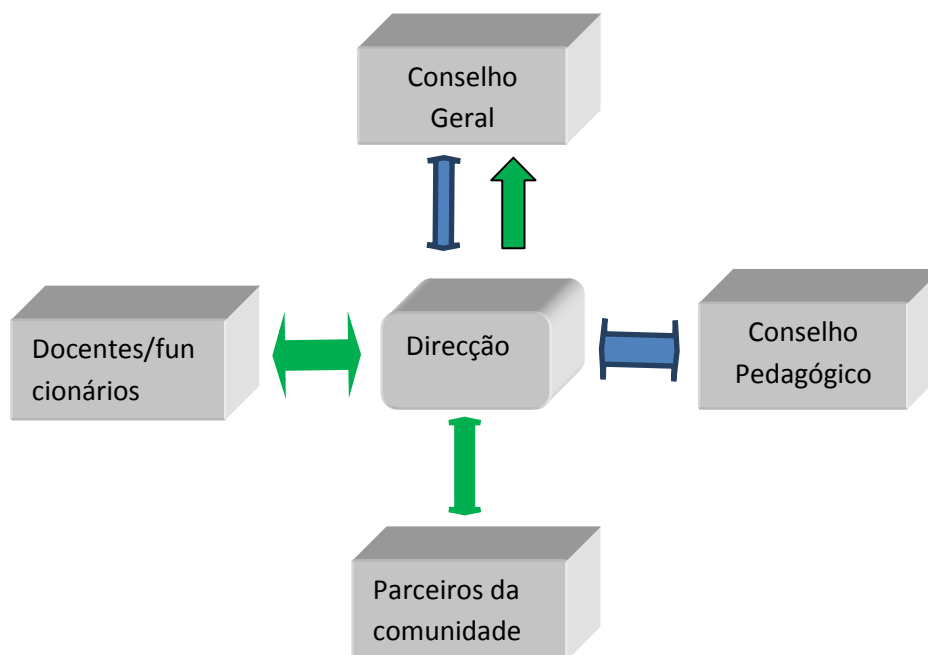 Conselho
Geral
Docentes/fun
cionários
Direcção
Conselho
Pedagógico
Parceiros da
comunidade